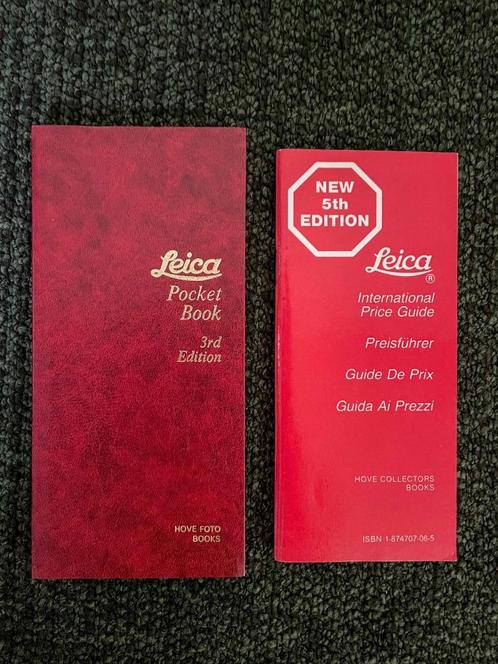 Leica
Pocket
Book
3rd
Edition
HOVE FOTO
BOOKS
NEW
5th
EDITION
Leica
®
International
Price Guide
Preisführer
Guide De Prix
Guida Ai Prezzi
HOVE COLLECTORS
BOOKS
ISBN 1-874707-06-5